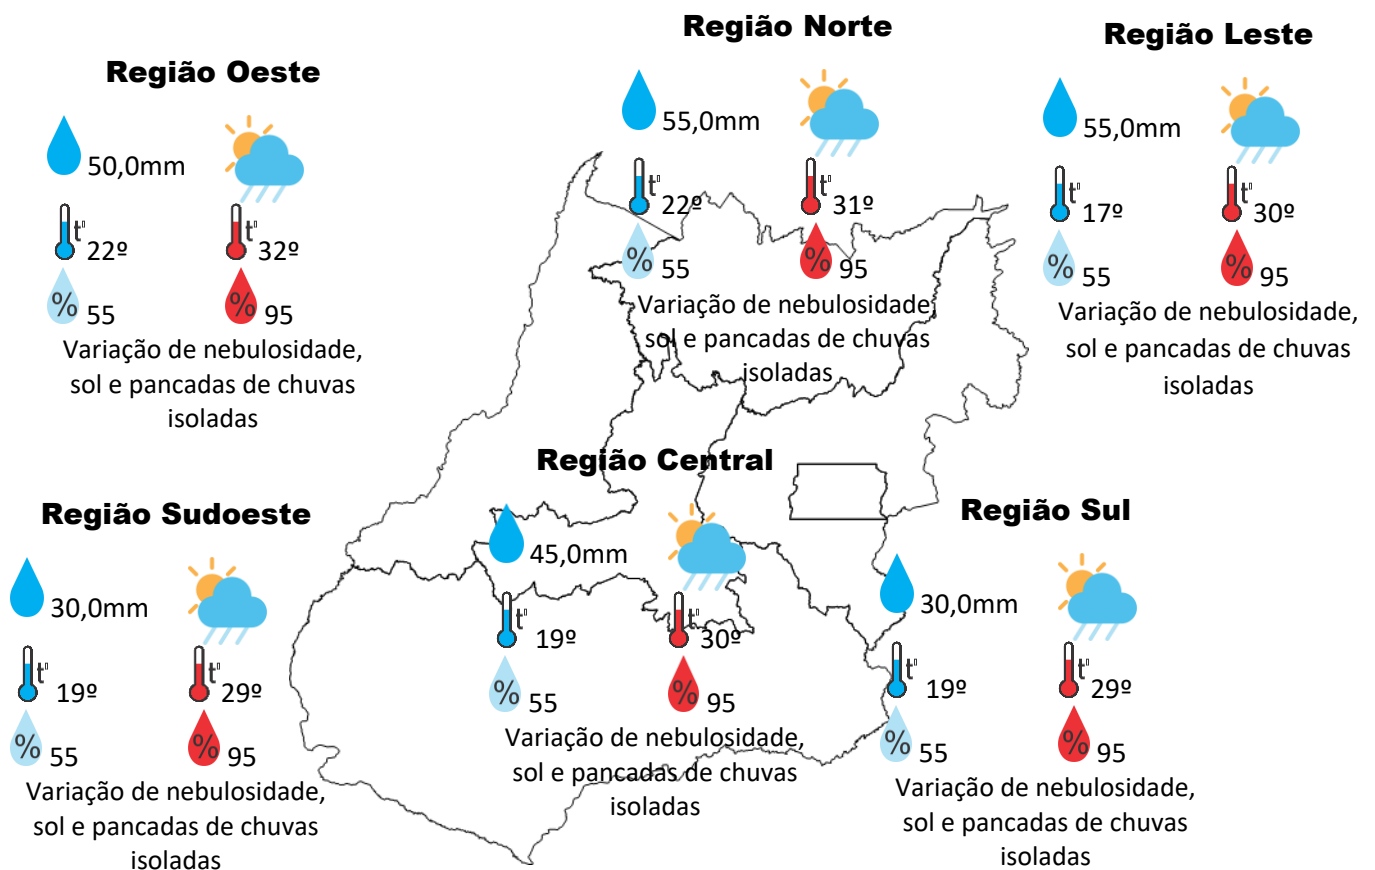 Região Oeste
50,0mm
t°
22º
t°
32º
% 55
% 95
Variação de nebulosidade,
sol e pancadas de chuvas
isoladas
Região Norte
55,0mm
t°
22º
t°
31º
% 55
% 95
Variação de nebulosidade,
sol e pancadas de chuvas
isoladas
Região Leste
55,0mm
t°
17º
t°
30º
% 55
% 95
Variação de nebulosidade,
sol e pancadas de chuvas
isoladas
Região Sudoeste
30,0mm
t°
19º
t°
29º
% 55
% 95
Variação de nebulosidade,
sol e pancadas de chuvas
isoladas
Região Central
45,0mm
t°
19º
t°
30º
% 55
% 95
Variação de nebulosidade,
sol e pancadas de chuvas
isoladas
Região Sul
30,0mm
t°
19º
t°
29º
% 55
% 95
Variação de nebulosidade,
sol e pancadas de chuvas
isoladas